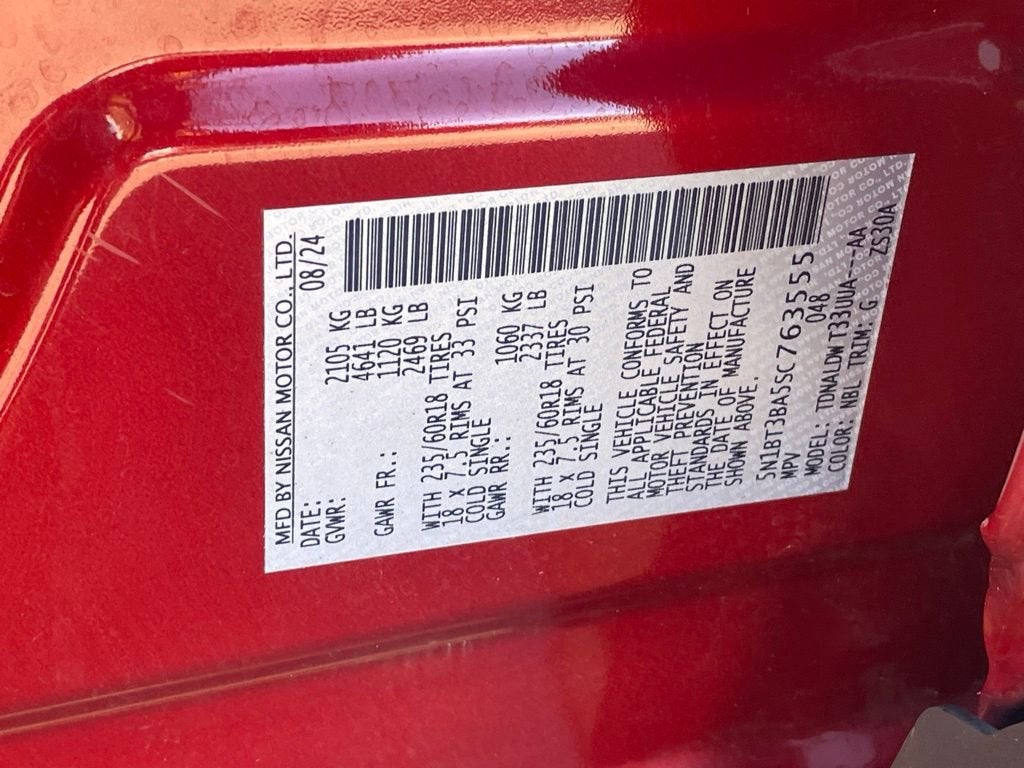 MFD BY NISSAN MOTOR CO., LTD.
DATE: 08/24
GVWR: 2105 KG
4641 LB
GAWR FR.: 1120 KG
2469 LB
WITH 235/60R18 TIRES
18 X 7.5 RIMS AT 33 PSI
COLD SINGLE
GAWR RR.: 1060 KG
2337 LB
WITH 235/60R18 TIRES
18 X 7.5 RIMS AT 30 PSI
COLD SINGLE
THIS VEHICLE CONFORMS TO
ALL APPLICABLE FEDERAL
MOTOR VEHICLE SAFETY AND
THEFT PREVENTION
STANDARDS IN EFFECT ON
THE DATE OF MANUFACTURE
SHOWN ABOVE.
5N1BT3BA5SC763555
MPV 048
MODEL: TDNALDW T33UUA---AA
COLOR: NBL TRIM: G ZS30A